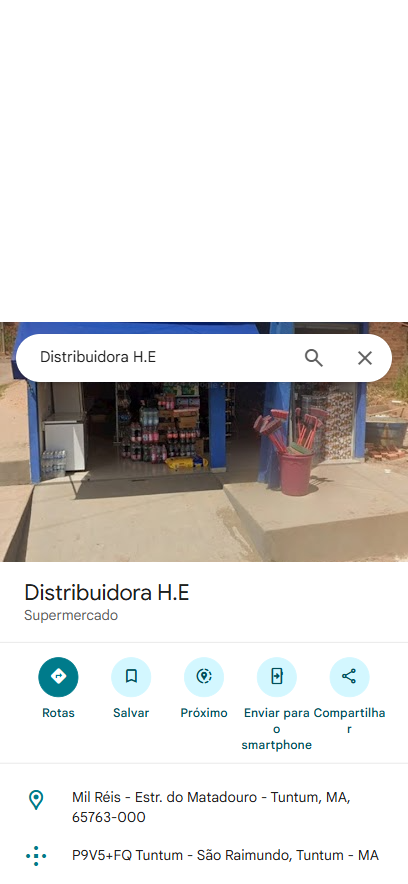 Distribuidora H.E
Distribuidora H.E
Supermercado
Rotas
Salvar
Próximo
Enviar para
o
smartphone
Compartilha
r
Mil Réis - Estr. do Matadouro - Tuntum, MA,
65763-000
P9V5+FQ Tuntum - São Raimundo, Tuntum - MA